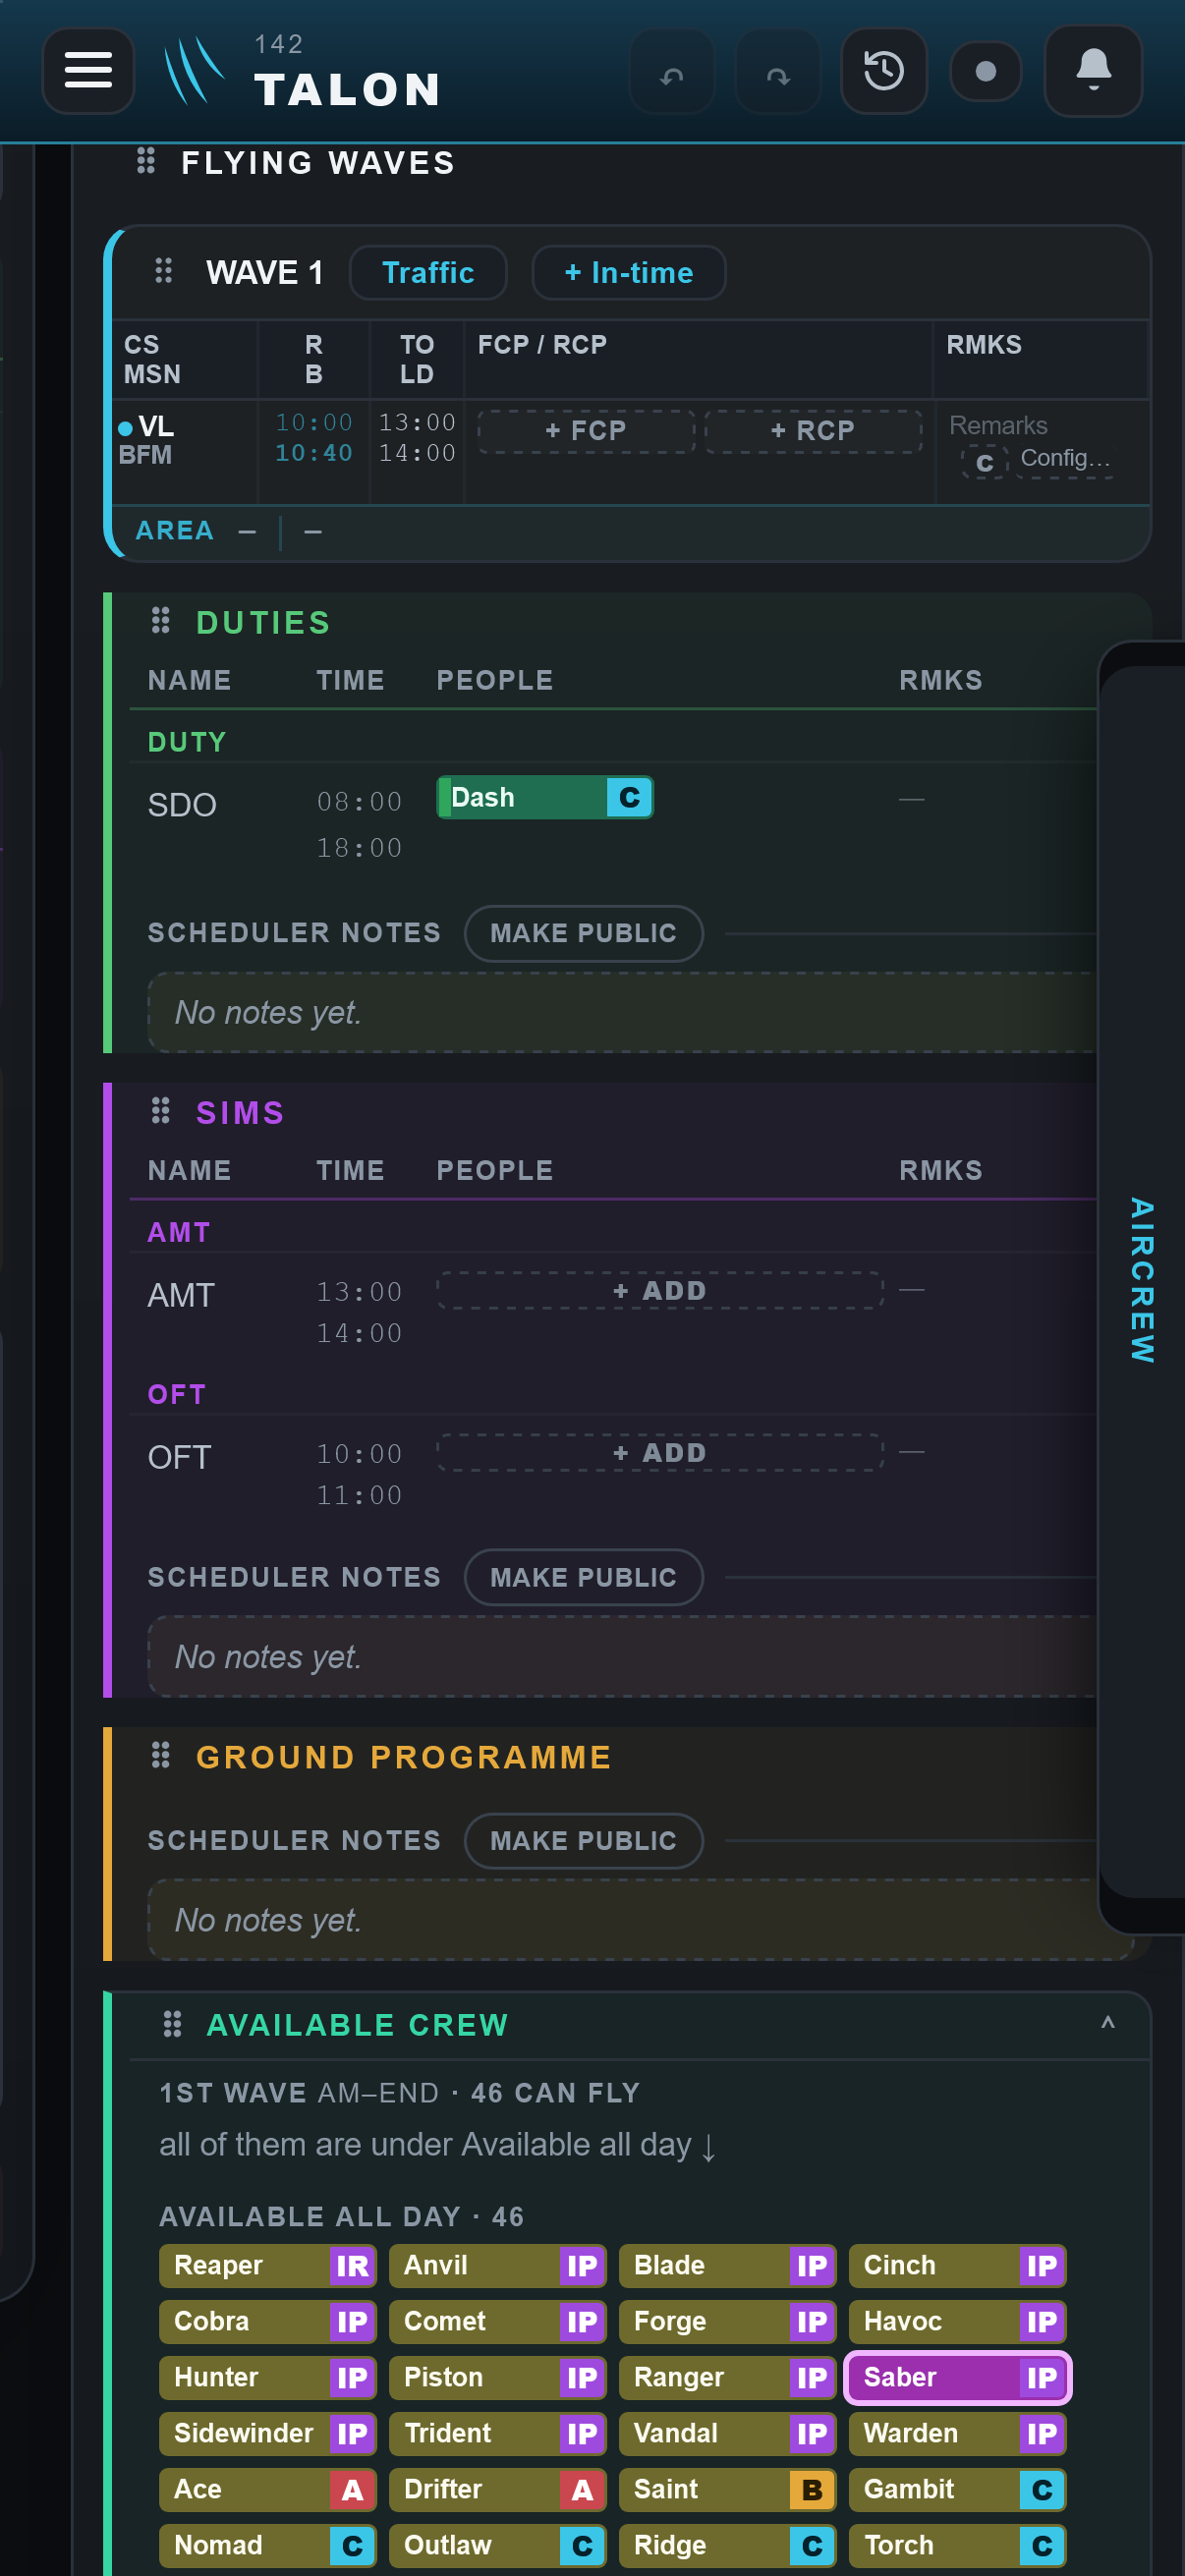 142
TALON
FLYING WAVES
WAVE 1 Traffic + In-time
CS R TO FCP / RCP RMKS
MSN B LD
VL 10:00 13:00 + FCP + RCP Remarks
BFM 10:40 14:00 C Config...
AREA – | –
DUTIES
NAME TIME PEOPLE RMKS
DUTY
SDO 08:00 Dash C —
18:00
SCHEDULER NOTES MAKE PUBLIC
No notes yet.
SIMS
NAME TIME PEOPLE RMKS
AMT
AMT 13:00 + ADD —
14:00
OFT
OFT 10:00 + ADD —
11:00
SCHEDULER NOTES MAKE PUBLIC
No notes yet.
AIRCREW
GROUND PROGRAMME
SCHEDULER NOTES MAKE PUBLIC
No notes yet.
AVAILABLE CREW ^
1ST WAVE AM–END · 46 CAN FLY
all of them are under Available all day ↓
AVAILABLE ALL DAY · 46
Reaper IR Anvil IP Blade IP Cinch IP
Cobra IP Comet IP Forge IP Havoc IP
Hunter IP Piston IP Ranger IP Saber IP
Sidewinder IP Trident IP Vandal IP Warden IP
Ace A Drifter A Saint B Gambit C
Nomad C Outlaw C Ridge C Torch C